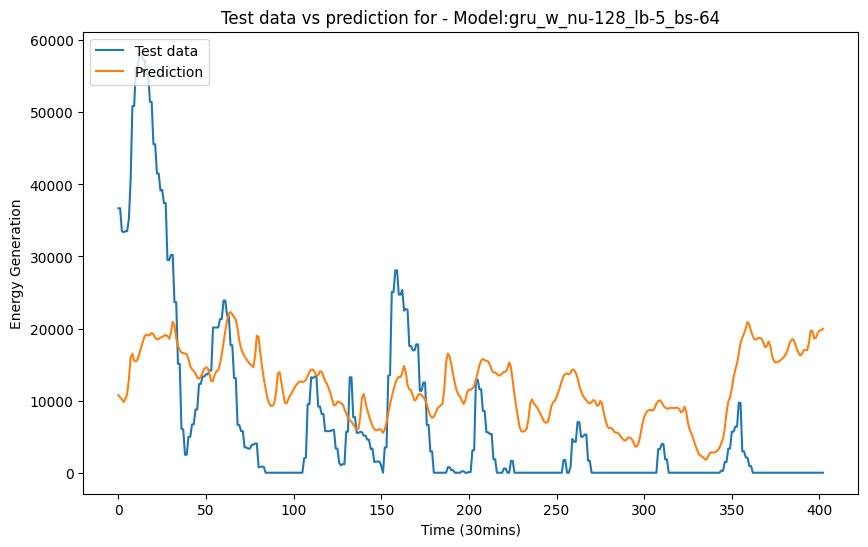 Test data vs prediction for - Model:gru_w_nu-128_lb-5_bs-64
Test data
Prediction
60000
50000
40000
30000
20000
10000
0
Energy Generation
0 50 100 150 200 250 300 350 400
Time (30mins)